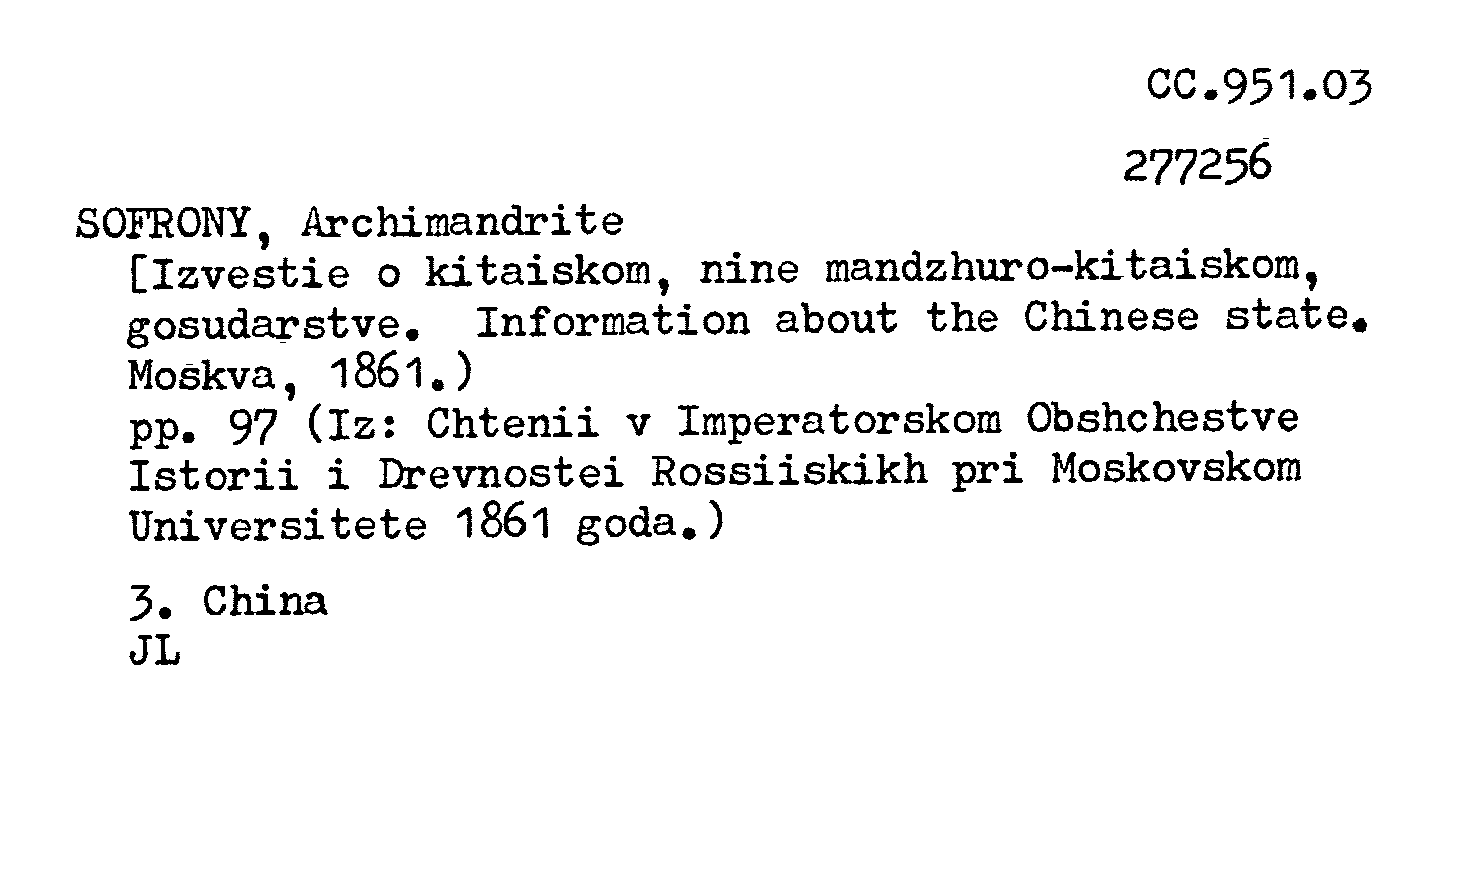 CC.951.03
277256
SOFRONY, Archimandrite
[Izvestie o kitaiskom, nine mandzhuro-kitaiskom,
gosudarstve. Information about the Chinese state.
Moskva, 1861.)
pp. 97 (Iz: Chtenii v Imperatorskom Obshchestve
Istorii i Drevnostei Rossiiskikh pri Moskovskom
Universitete 1861 goda.)
3. China
JL